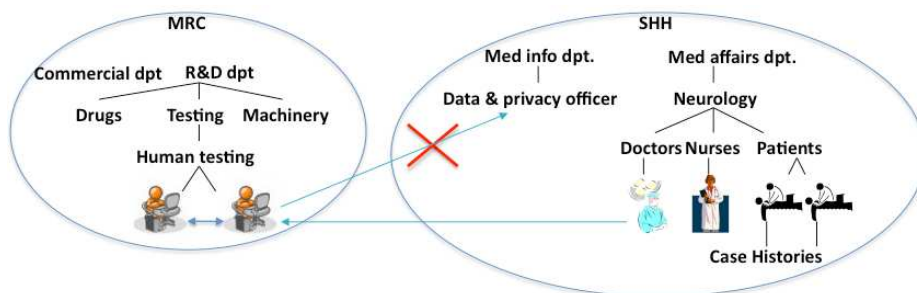 MRC
SHH
Commercial dpt
R&D dpt
Drugs
Testing
Machinery
Human testing
Med info dpt.
Data & privacy officer
Med affairs dpt.
Neurology
Doctors
Nurses
Patients
Case Histories